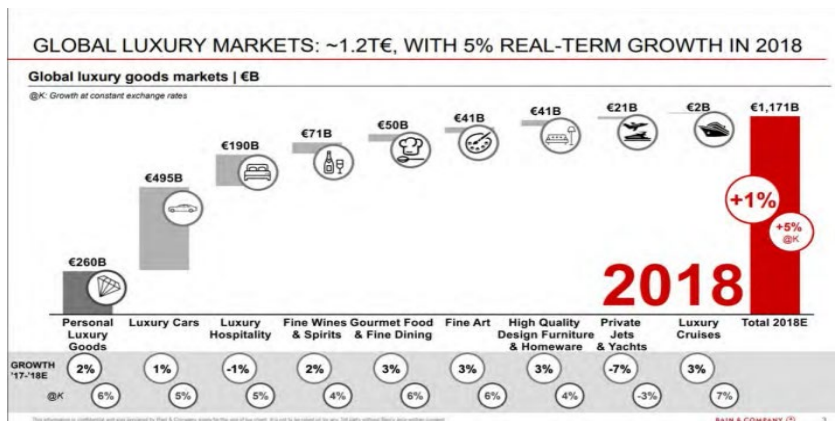 GLOBAL LUXURY MARKETS: ~1.2T€, WITH 5% REAL-TERM GROWTH IN 2018
Global luxury goods markets | €B
@K: Growth at constant exchange rates
€260B
€495B
€190B
€71B
€50B
€41B
€41B
€21B
€2B
€1,171B
+1%
+5%
@K
2018
Personal
Luxury
Goods
Luxury Cars
Luxury
Hospitality
Fine Wines
& Spirits
Gourmet Food
& Fine Dining
Fine Art
High Quality
Design Furniture
& Homeware
Private
Jets
& Yachts
Luxury
Cruises
Total 2018E
GROWTH
'17-'18E
2%
1%
-1%
2%
3%
3%
3%
-7%
3%
@K
6%
5%
5%
4%
6%
6%
4%
-3%
7%
BAIN & COMPANY